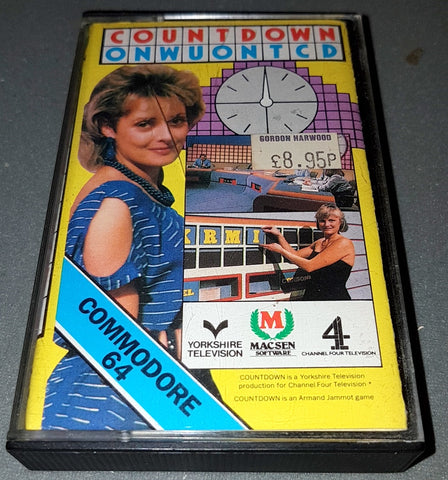 COUNTDOWN
ONWUONTCD
GORDON HARWOOD
£8.95P
RMI
COMMODORE
64
YORKSHIRE
TELEVISION
M
MACSEN
SOFTWARE
4
CHANNEL FOUR TELEVISION
COUNTDOWN is a Yorkshire Television
production for Channel Four Television *
COUNTDOWN is an Armand Jammot game